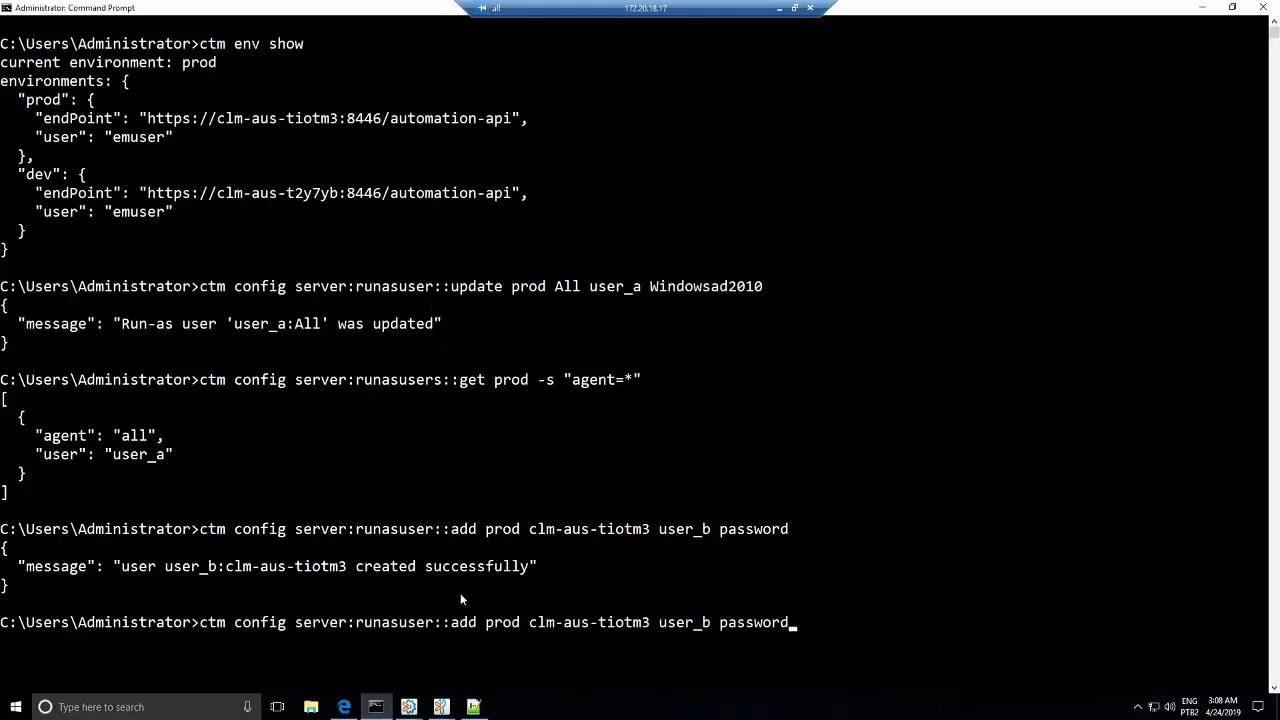 Administrator: Command Prompt
172.20.18.17
C:\Users\Administrator>ctm env show
current environment: prod
environments: {
  "prod": {
    "endPoint": "https://clm-aus-tiotm3:8446/automation-api",
    "user": "emuser"
  },
  "dev": {
    "endPoint": "https://clm-aus-t2y7yb:8446/automation-api",
    "user": "emuser"
  }
}
C:\Users\Administrator>ctm config server:runasuser::update prod All user_a Windowsad2010
{
  "message": "Run-as user 'user_a:All' was updated"
}
C:\Users\Administrator>ctm config server:runasusers::get prod -s "agent=*"
[
  {
    "agent": "all",
    "user": "user_a"
  }
]
C:\Users\Administrator>ctm config server:runasuser::add prod clm-aus-tiotm3 user_b password
{
  "message": "user user_b:clm-aus-tiotm3 created successfully"
}
C:\Users\Administrator>ctm config server:runasuser::add prod clm-aus-tiotm3 user_b password
Type here to search
ENG
PTB2
3:08 AM
4/24/2019